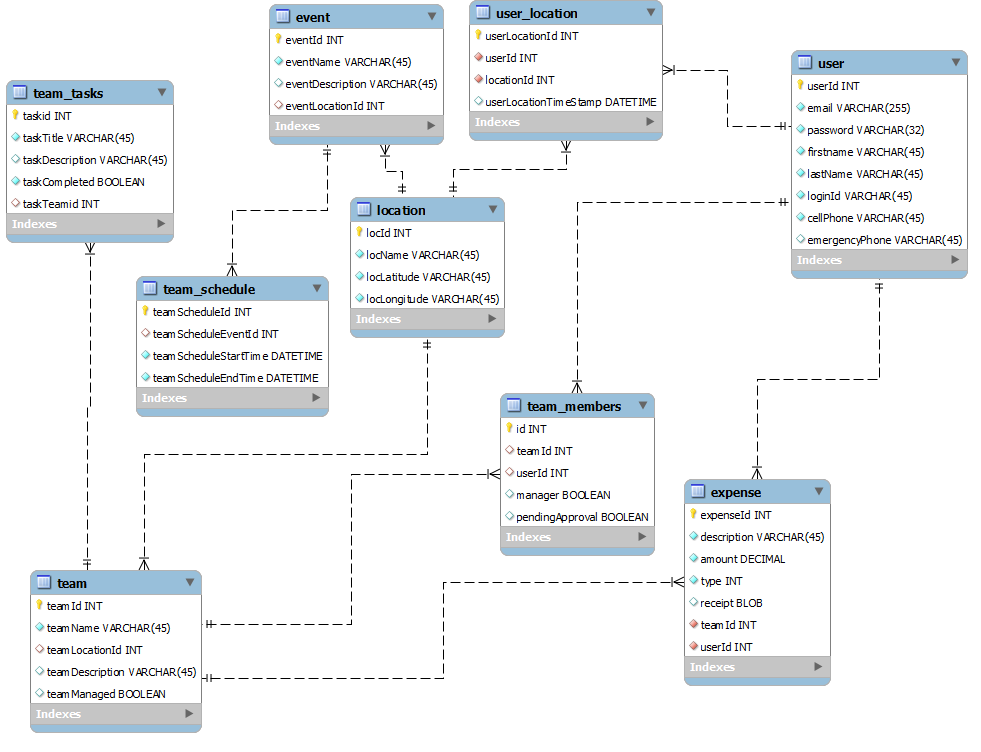 event
eventId INT
eventName VARCHAR(45)
eventDescription VARCHAR(45)
eventLocationId INT
Indexes
user_location
userLocationId INT
userId INT
locationId INT
userLocationTimeStamp DATETIME
Indexes
user
userId INT
email VARCHAR(255)
password VARCHAR(32)
firstname VARCHAR(45)
lastName VARCHAR(45)
loginId VARCHAR(45)
cellPhone VARCHAR(45)
emergencyPhone VARCHAR(45)
Indexes
team_tasks
taskid INT
taskTitle VARCHAR(45)
taskDescription VARCHAR(45)
taskCompleted BOOLEAN
taskTeamid INT
Indexes
location
locId INT
locName VARCHAR(45)
locLatitude VARCHAR(45)
locLongitude VARCHAR(45)
Indexes
team_schedule
teamScheduleId INT
teamScheduleEventId INT
teamScheduleStartTime DATETIME
teamScheduleEndTime DATETIME
Indexes
team_members
id INT
teamId INT
userId INT
manager BOOLEAN
pendingApproval BOOLEAN
Indexes
expense
expenseId INT
description VARCHAR(45)
amount DECIMAL
type INT
receipt BLOB
teamId INT
userId INT
Indexes
team
teamId INT
teamName VARCHAR(45)
teamLocationId INT
teamDescription VARCHAR(45)
teamManaged BOOLEAN
Indexes